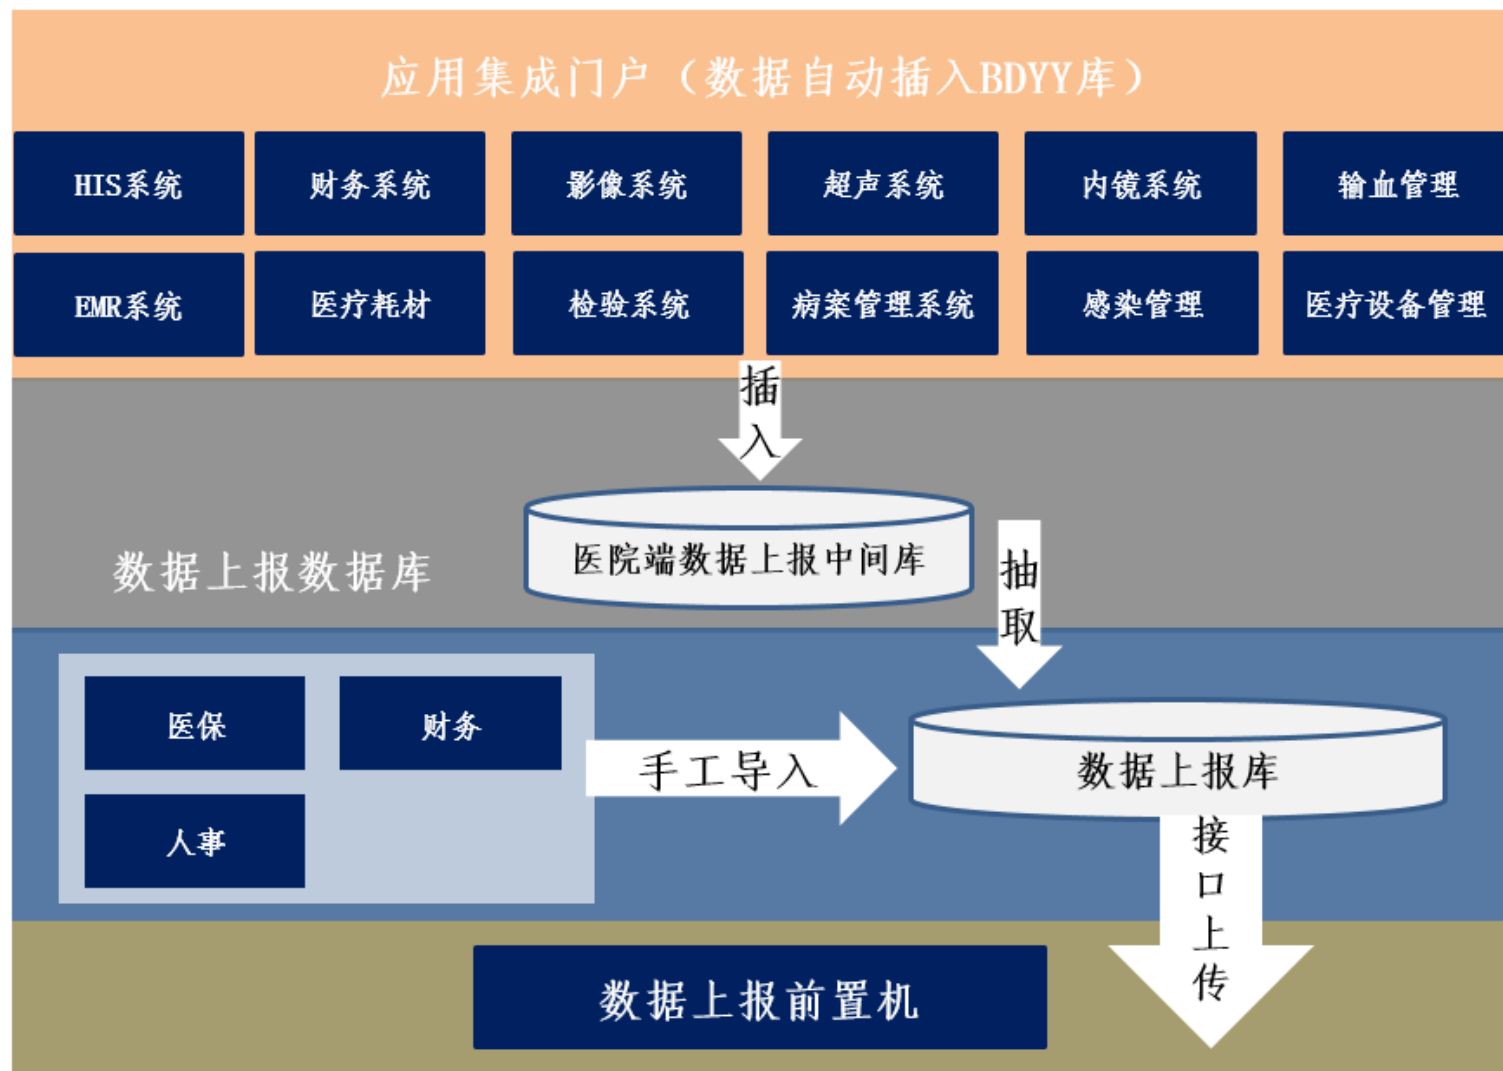 应用集成门户（数据自动插入BDYY库）
HIS系统
财务系统
影像系统
超声系统
内镜系统
输血管理
EMR系统
医疗耗材
检验系统
病案管理系统
感染管理
医疗设备管理
插入
医院端数据上报中间库
数据上报数据库
抽取
医保
财务
人事
手工导入
数据上报库
接口上传
数据上报前置机